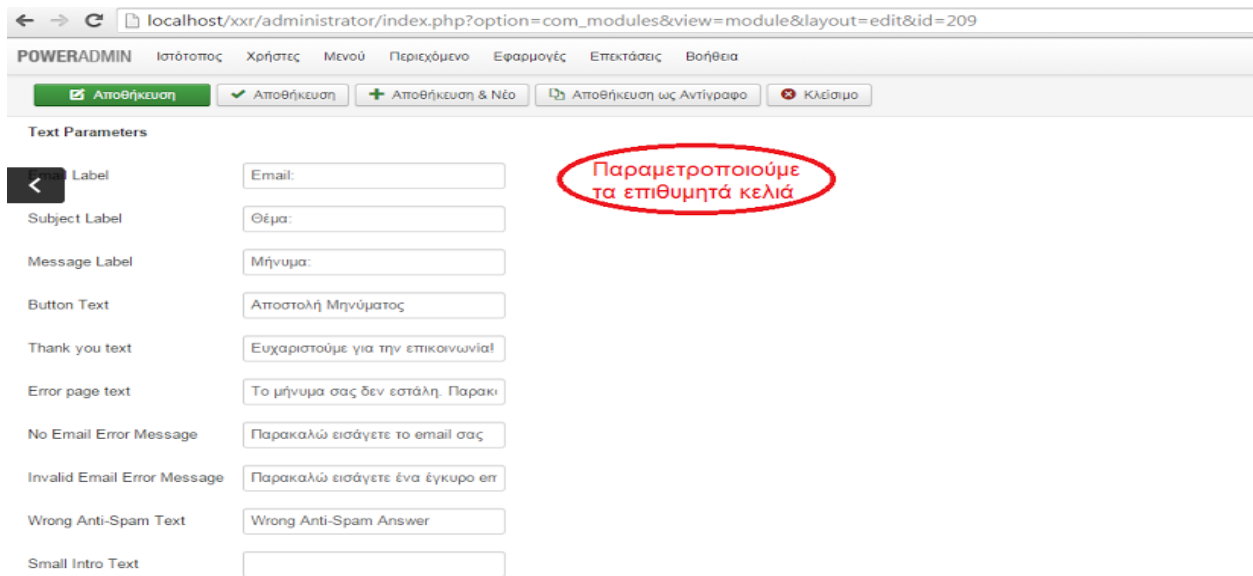 localhost/xxr/administrator/index.php?option=com_modules&view=module&layout=edit&id=209
POWERADMIN Ιστότοπος Χρήστες Μενού Περιεχόμενο Εφαρμογές Επεκτάσεις Βοήθεια
Αποθήκευση Αποθήκευση Αποθήκευση & Νέο Αποθήκευση ως Αντίγραφο Κλείσιμο
Text Parameters
Label Email:
Παραμετροποιούμε
τα επιθυμητά κελιά
Subject Label Θέμα:
Message Label Μήνυμα:
Button Text Αποστολή Μηνύματος
Thank you text Ευχαριστούμε για την επικοινωνία!
Error page text Το μήνυμα σας δεν εστάλη.
No Email Error Message Παρακαλώ εισάγετε το email σας
Invalid Email Error Message Παρακαλώ εισάγετε ένα έγκυρο
Wrong Anti-Spam Text Wrong Anti-Spam Answer
Small Intro Text